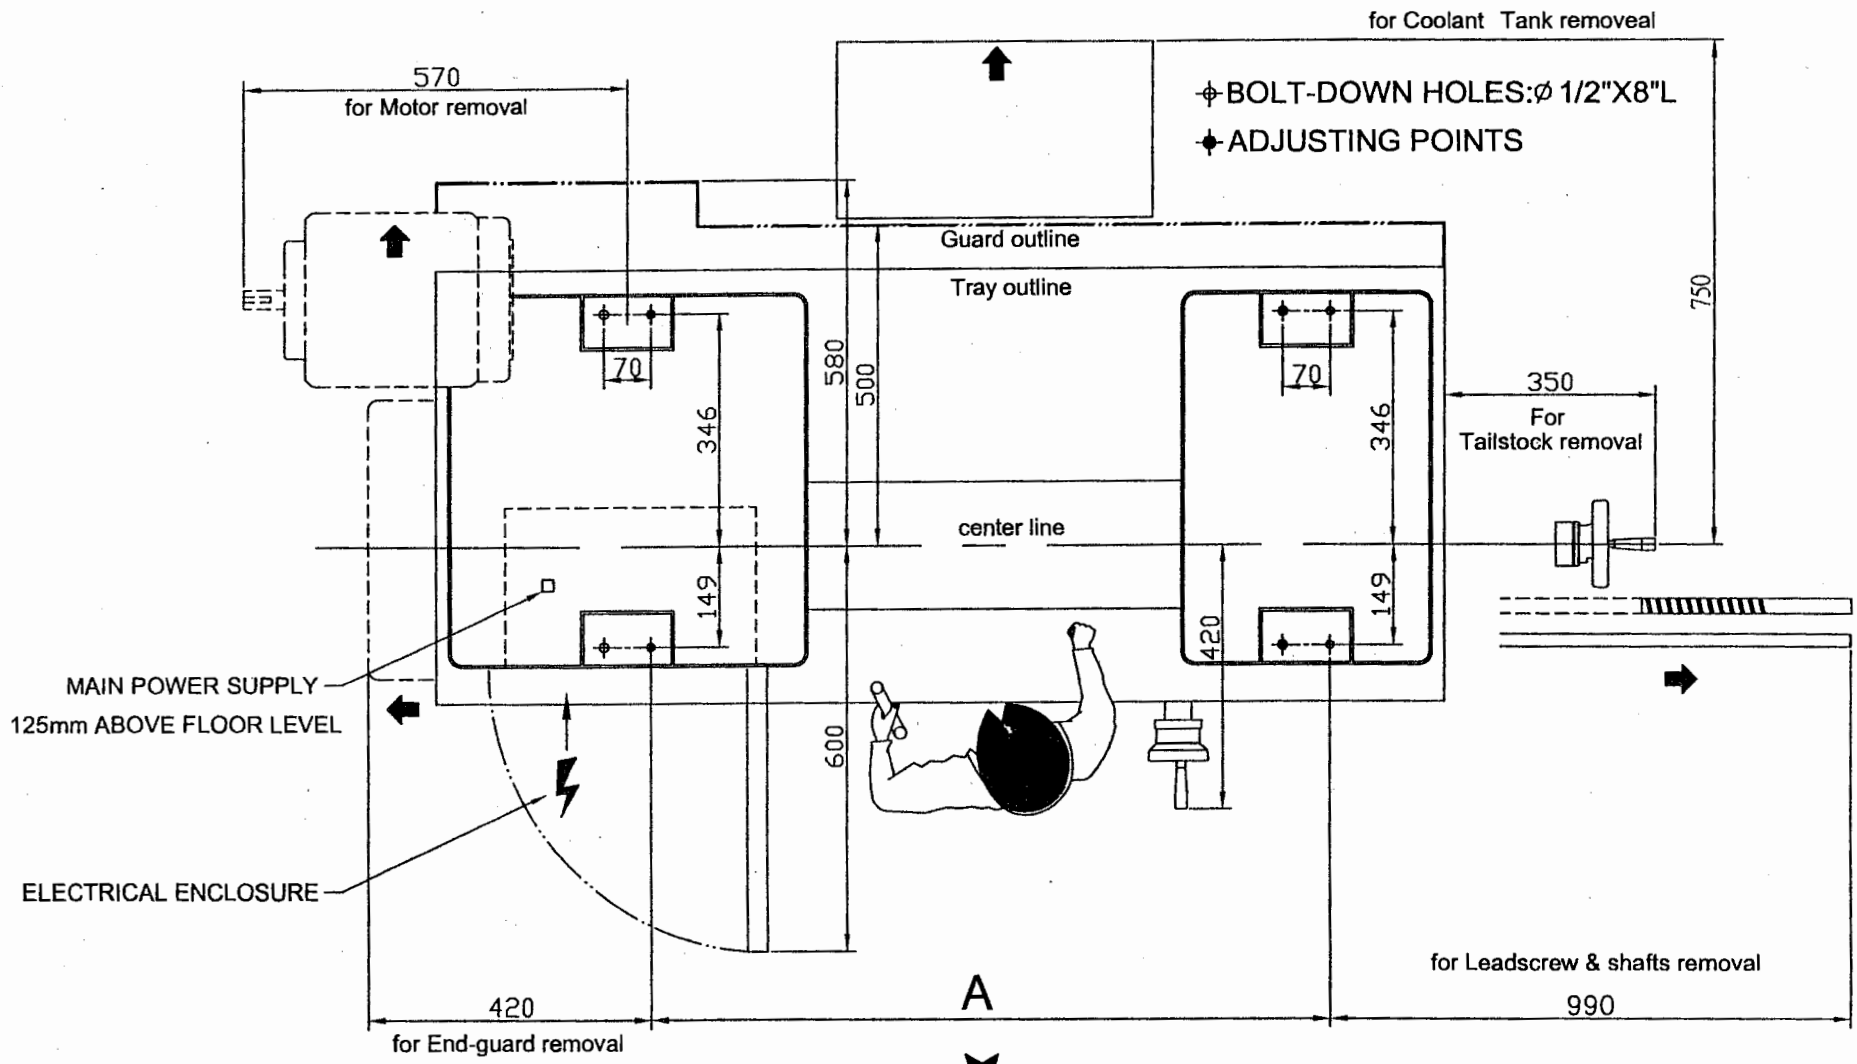 for Coolant Tank removeal
570
for Motor removal
BOLT-DOWN HOLES:Ø 1/2"X8"L
ADJUSTING POINTS
Guard outline
Tray outline
750
580
500
70
70
346
346
350
For
Tailstock removal
center line
149
149
420
MAIN POWER SUPPLY
125mm ABOVE FLOOR LEVEL
600
ELECTRICAL ENCLOSURE
for Leadscrew & shafts removal
A
420
990
for End-guard removal